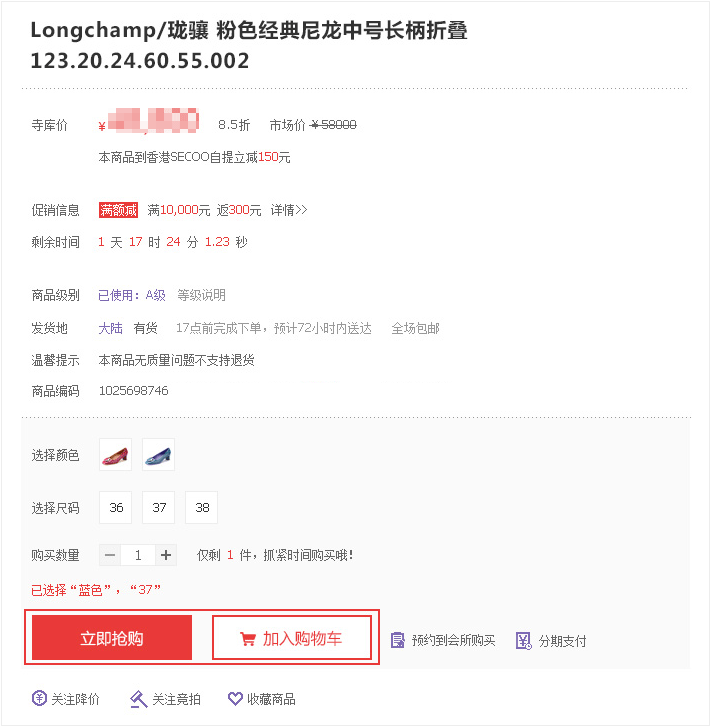 Longchamp/珑骧 粉色经典尼龙中号长柄折叠
123.20.24.60.55.002
寺库价 ¥ 8.5折 市场价 ¥58000
本商品到香港SECOO自提立减150元
促销信息 满额减 满10,000元 返300元 详情>>
剩余时间 1 天 17 时 24 分 1.23 秒
商品级别 已使用：A级 等级说明
发货地 大陆 有货 17点前完成下单，预计72小时内送达 全场包邮
温馨提示 本商品无质量问题不支持退货
商品编码 1025698746
选择颜色
选择尺码 36 37 38
购买数量 － 1 ＋ 仅剩 1 件，抓紧时间购买哦！
已选择“蓝色”，“37”
立即抢购 加入购物车 预约到会所购买 分期支付
关注降价 关注竞拍 收藏商品